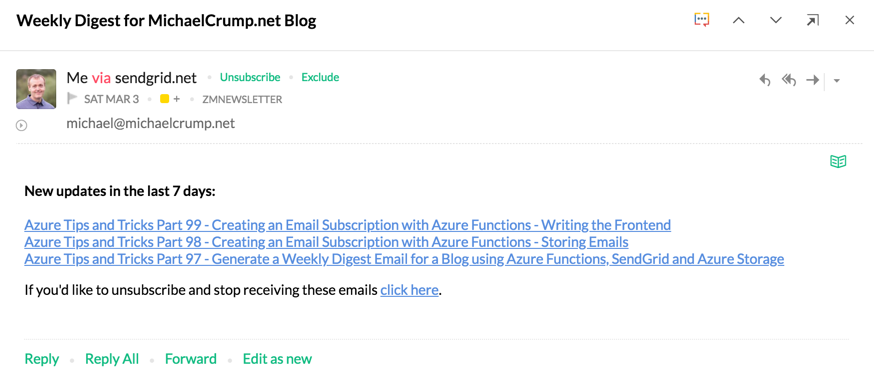 Weekly Digest for MichaelCrump.net Blog
Me via sendgrid.net Unsubscribe Exclude
SAT MAR 3 + ZMNEWSLETTER
michael@michaelcrump.net
New updates in the last 7 days:
Azure Tips and Tricks Part 99 - Creating an Email Subscription with Azure Functions - Writing the Frontend
Azure Tips and Tricks Part 98 - Creating an Email Subscription with Azure Functions - Storing Emails
Azure Tips and Tricks Part 97 - Generate a Weekly Digest Email for a Blog using Azure Functions, SendGrid and Azure Storage
If you'd like to unsubscribe and stop receiving these emails click here.
Reply Reply All Forward Edit as new